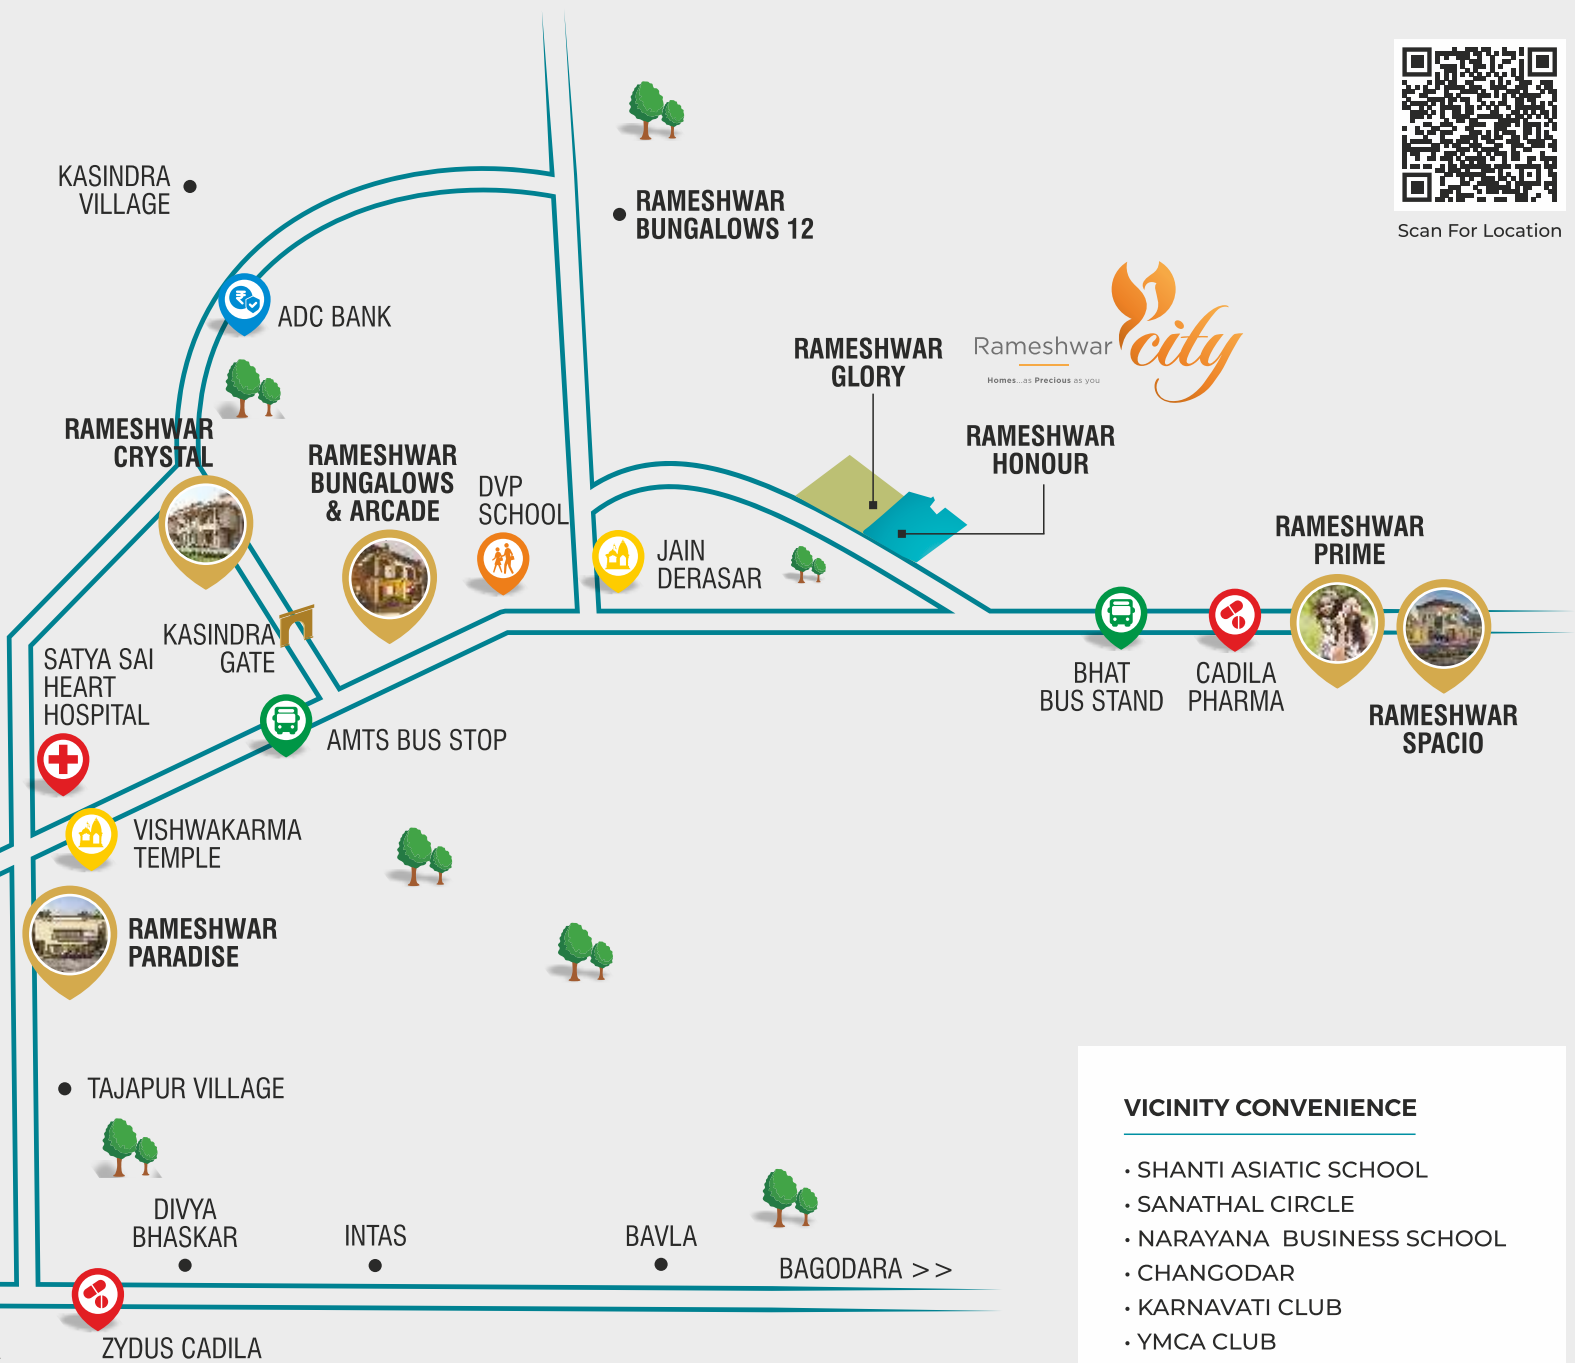 KASINDRA
VILLAGE
RAMESHWAR
BUNGALOWS 12
Scan For Location
ADC BANK
RAMESHWAR
GLORY
Rameshwar
city
Homes...as Precious as you
RAMESHWAR
HONOUR
RAMESHWAR
CRYSTAL
RAMESHWAR
BUNGALOWS
& ARCADE
DVP
SCHOOL
JAIN
DERASAR
RAMESHWAR
PRIME
KASINDRA
GATE
SATYA SAI
HEART
HOSPITAL
BHAT
BUS STAND
CADILA
PHARMA
RAMESHWAR
SPACIO
AMTS BUS STOP
VISHWAKARMA
TEMPLE
RAMESHWAR
PARADISE
TAJAPUR VILLAGE
DIVYA
BHASKAR
INTAS
BAVLA
BAGODARA >>
ZYDUS CADILA
VICINITY CONVENIENCE
• SHANTI ASIATIC SCHOOL
• SANATHAL CIRCLE
• NARAYANA BUSINESS SCHOOL
• CHANGODAR
• KARNAVATI CLUB
• YMCA CLUB